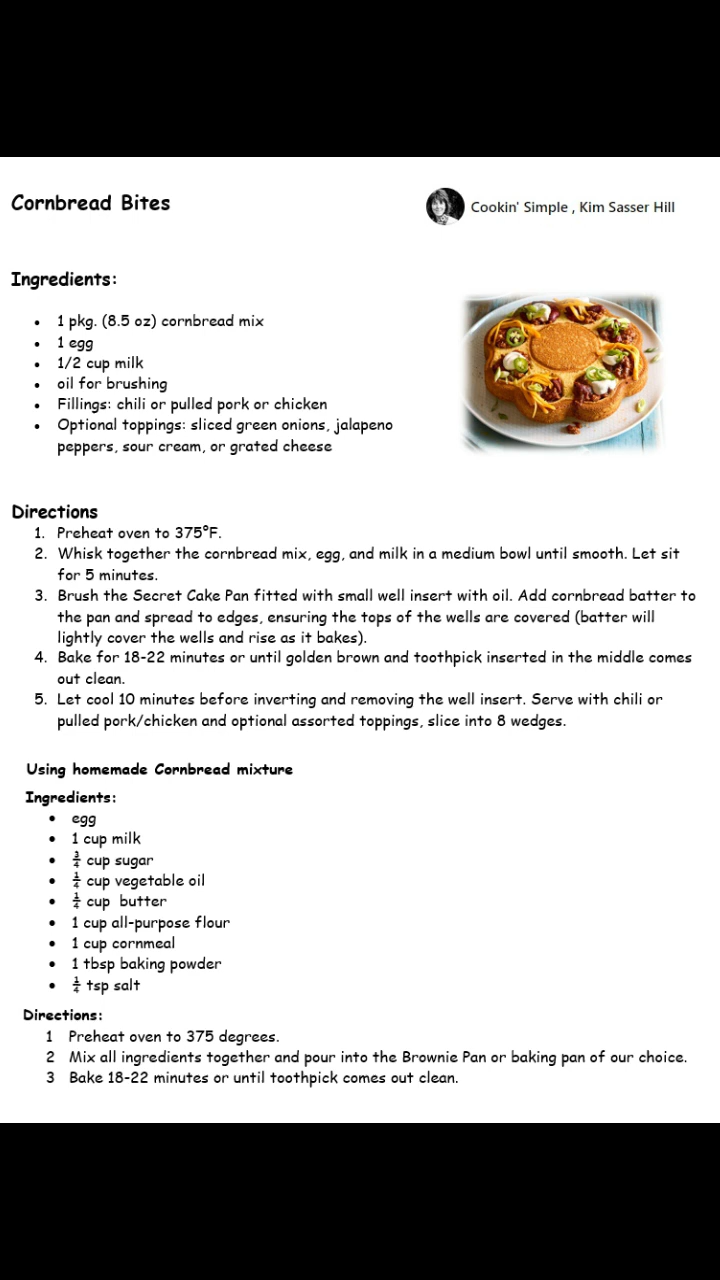 Cornbread Bites
Cookin' Simple , Kim Sasser Hill
Ingredients:
• 1 pkg. (8.5 oz) cornbread mix
• 1 egg
• 1/2 cup milk
• oil for brushing
• Fillings: chili or pulled pork or chicken
• Optional toppings: sliced green onions, jalapeno
peppers, sour cream, or grated cheese
Directions
1. Preheat oven to 375°F.
2. Whisk together the cornbread mix, egg, and milk in a medium bowl until smooth. Let sit
for 5 minutes.
3. Brush the Secret Cake Pan fitted with small well insert with oil. Add cornbread batter to
the pan and spread to edges, ensuring the tops of the wells are covered (batter will
lightly cover the wells and rise as it bakes).
4. Bake for 18-22 minutes or until golden brown and toothpick inserted in the middle comes
out clean.
5. Let cool 10 minutes before inverting and removing the well insert. Serve with chili or
pulled pork/chicken and optional assorted toppings, slice into 8 wedges.
Using homemade Cornbread mixture
Ingredients:
• egg
• 1 cup milk
• ¾ cup sugar
• ¼ cup vegetable oil
• ¼ cup butter
• 1 cup all-purpose flour
• 1 cup cornmeal
• 1 tbsp baking powder
• ¼ tsp salt
Directions:
1 Preheat oven to 375 degrees.
2 Mix all ingredients together and pour into the Brownie Pan or baking pan of our choice.
3 Bake 18-22 minutes or until toothpick comes out clean.